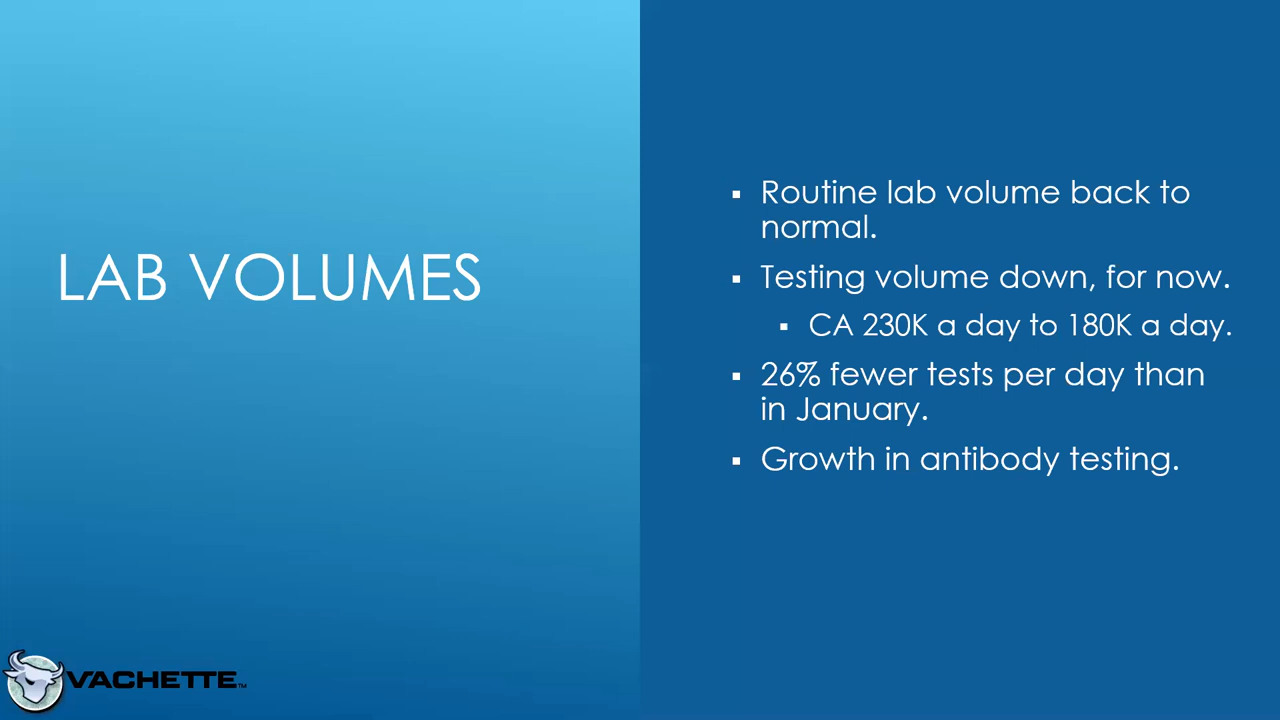 LAB VOLUMES
▪ Routine lab volume back to
normal.
▪ Testing volume down, for now.
▪ CA 230K a day to 180K a day.
▪ 26% fewer tests per day than
in January.
▪ Growth in antibody testing.
VACHETTE™